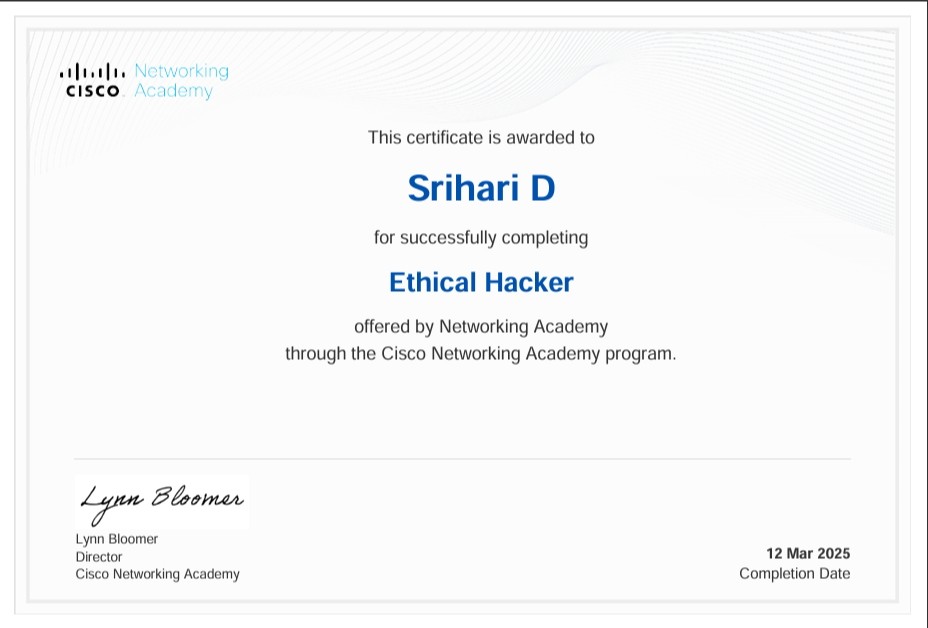 Networking
CISCO Academy
This certificate is awarded to
Srihari D
for successfully completing
Ethical Hacker
offered by Networking Academy
through the Cisco Networking Academy program.
Lynn Bloomer
Lynn Bloomer
Director
Cisco Networking Academy
12 Mar 2025
Completion Date